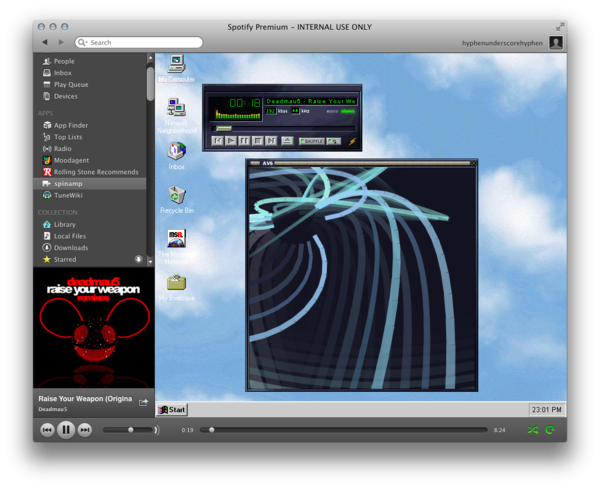 Spotify Premium – INTERNAL USE ONLY
Search
hyphenunderscorehyphen
People
Inbox
Play Queue
Devices
APPS
App Finder
Top Lists
Radio
Moodagent
Rolling Stone Recommends
spinamp
TuneWiki
COLLECTION
Library
Local Files
Downloads
Starred
deadmau5
raise your weapon
remixes
Raise Your Weapon (Origina
Deadmau5
My Computer
Network
Neighborhood
Inbox
Recycle Bin
MSN
My Briefcase
00:18
Deadmau5 - Raise Your We
192 kbps 44 kHz mono stereo
SHUFFLE
AVS
Start
23:01 PM
0:19
8:24